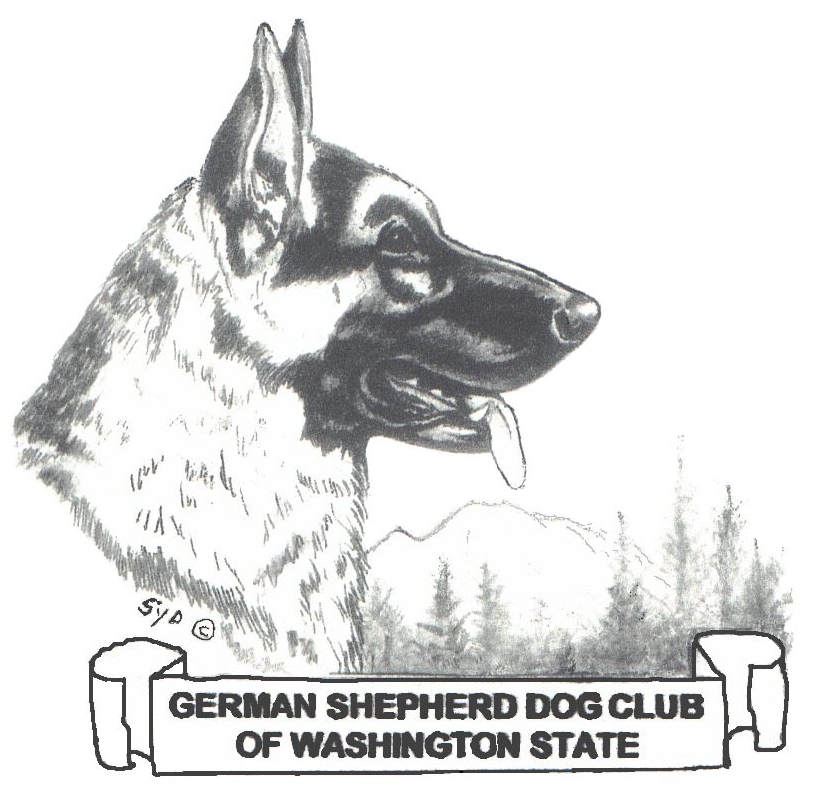 SYD ©
GERMAN SHEPHERD DOG CLUB
OF WASHINGTON STATE